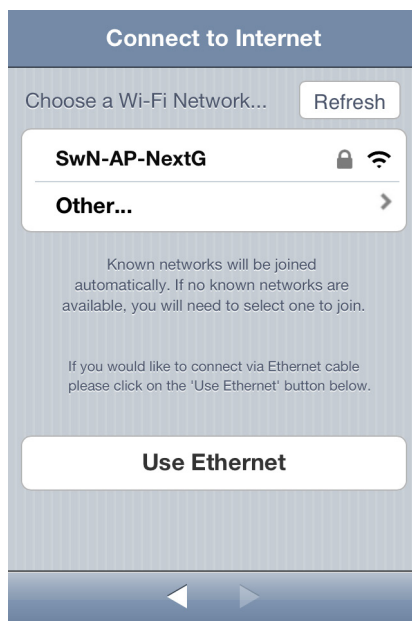 Connect to Internet
Choose a Wi-Fi Network...
Refresh
SwN-AP-NextG
Other...
Known networks will be joined
automatically. If no known networks are
available, you will need to select one to join.
If you would like to connect via Ethernet cable
please click on the 'Use Ethernet' button below.
Use Ethernet